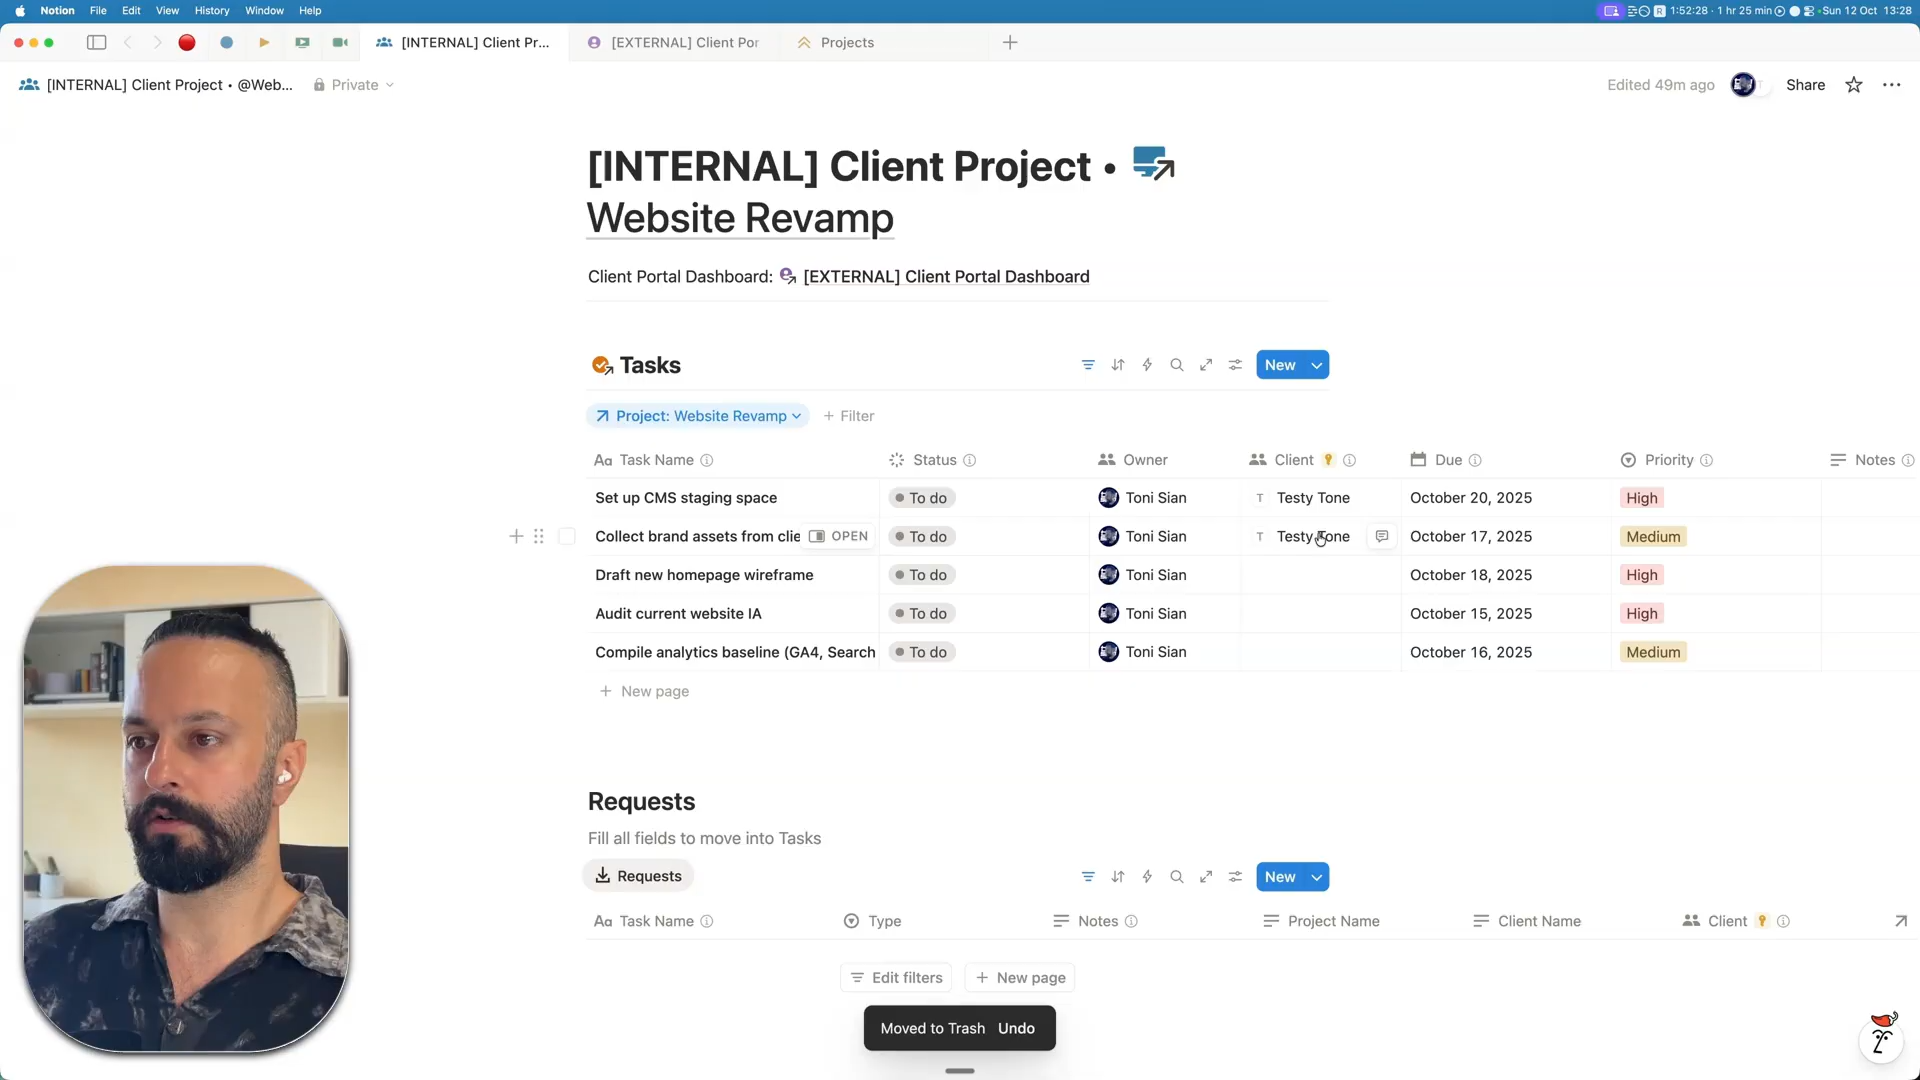 Notion File Edit View History Window Help
1:52:28 · 1 hr 25 min Sun 12 Oct 13:28
[INTERNAL] Client Pr... [EXTERNAL] Client Por Projects
[INTERNAL] Client Project • @Web... Private
Edited 49m ago Share
[INTERNAL] Client Project •
Website Revamp
Client Portal Dashboard: [EXTERNAL] Client Portal Dashboard
Tasks
New
Project: Website Revamp + Filter
Aa Task Name Status Owner Client Due Priority Notes
Set up CMS staging space To do Toni Sian T Testy Tone October 20, 2025 High
Collect brand assets from clie OPEN To do Toni Sian T Testy Tone October 17, 2025 Medium
Draft new homepage wireframe To do Toni Sian October 18, 2025 High
Audit current website IA To do Toni Sian October 15, 2025 High
Compile analytics baseline (GA4, Search To do Toni Sian October 16, 2025 Medium
+ New page
Requests
Fill all fields to move into Tasks
Requests
New
Aa Task Name Type Notes Project Name Client Name Client
Edit filters + New page
Moved to Trash Undo